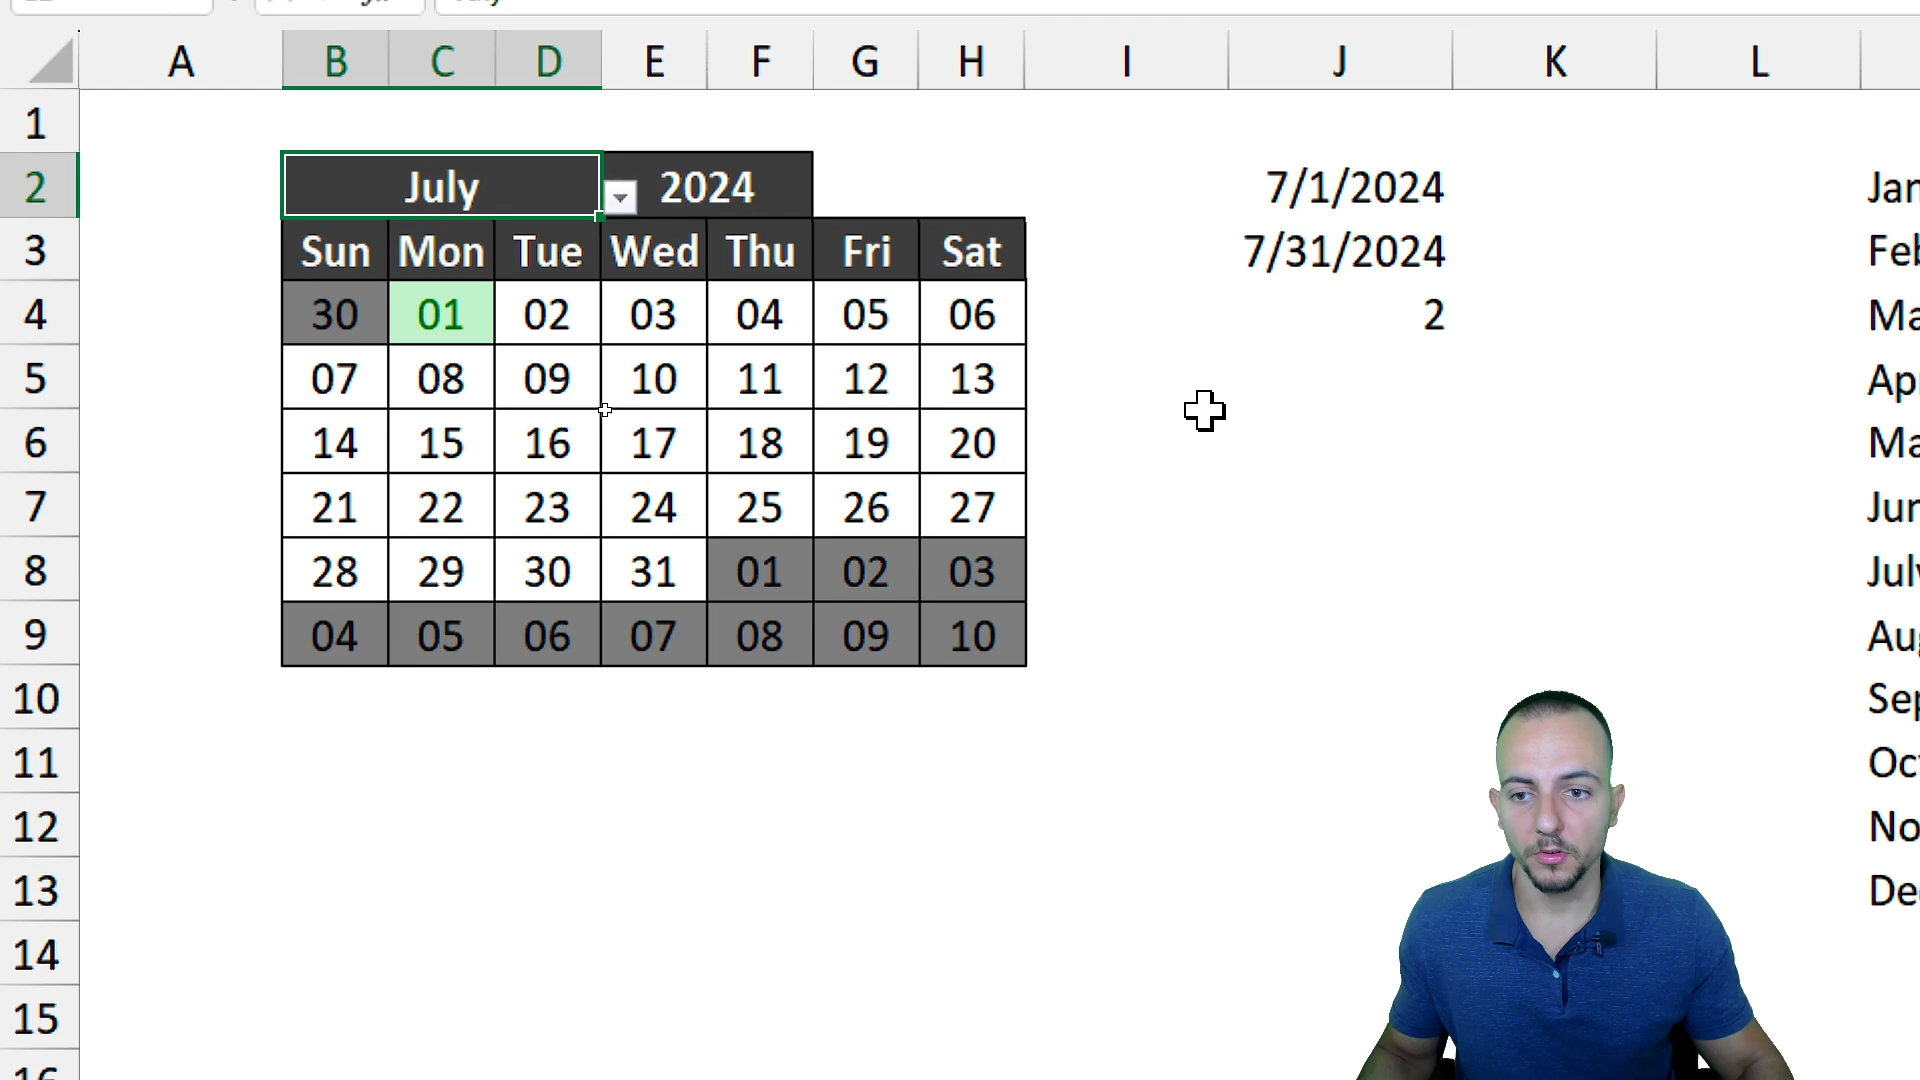 A B C D E F G H I J K L
1
2 July 2024 7/1/2024
3 Sun Mon Tue Wed Thu Fri Sat 7/31/2024
4 30 01 02 03 04 05 06 2
5 07 08 09 10 11 12 13
6 14 15 16 17 18 19 20
7 21 22 23 24 25 26 27
8 28 29 30 31 01 02 03
9 04 05 06 07 08 09 10
10
11
12
13
14
15